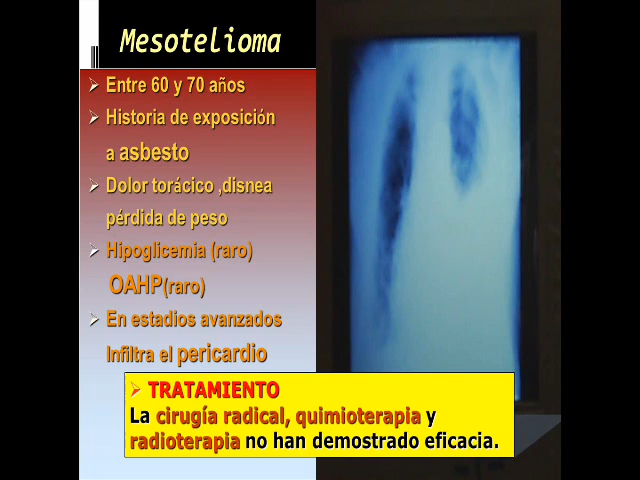 Mesotelioma
Entre 60 y 70 años
Historia de exposición
a asbesto
Dolor torácico ,disnea
pérdida de peso
Hipoglicemia (raro)
OAHP(raro)
En estadios avanzados
Infiltra el pericardio
TRATAMIENTO
La cirugía radical, quimioterapia y
radioterapia no han demostrado eficacia.